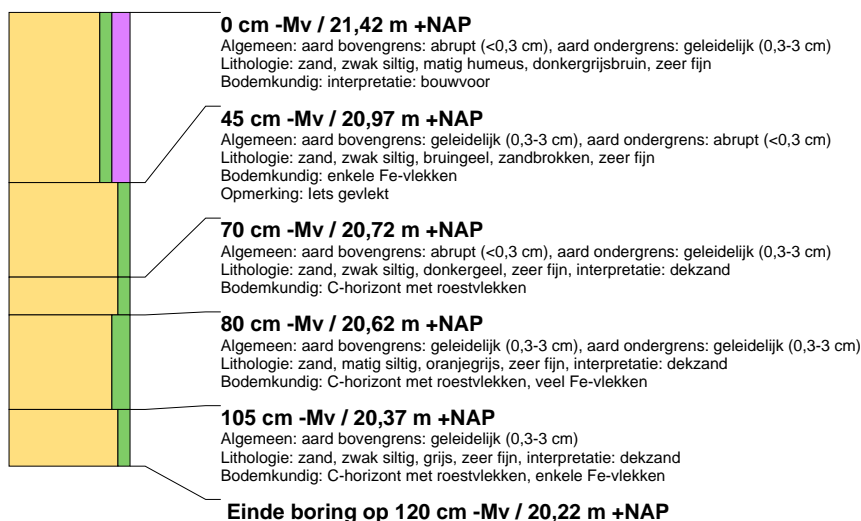 0 cm -Mv / 21,42 m +NAP
Algemeen: aard bovengrens: abrupt (<0,3 cm), aard ondergrens: geleidelijk (0,3-3 cm)
Lithologie: zand, zwak siltig, matig humeus, donkergrijsbruin, zeer fijn
Bodemkundig: interpretatie: bouwvoor
45 cm -Mv / 20,97 m +NAP
Algemeen: aard bovengrens: geleidelijk (0,3-3 cm), aard ondergrens: abrupt (<0,3 cm)
Lithologie: zand, zwak siltig, bruingeel, zandbrokken, zeer fijn
Bodemkundig: enkele Fe-vlekken
Opmerking: Iets gevlekt
70 cm -Mv / 20,72 m +NAP
Algemeen: aard bovengrens: abrupt (<0,3 cm), aard ondergrens: geleidelijk (0,3-3 cm)
Lithologie: zand, zwak siltig, donkergeel, zeer fijn, interpretatie: dekzand
Bodemkundig: C-horizont met roestvlekken
80 cm -Mv / 20,62 m +NAP
Algemeen: aard bovengrens: geleidelijk (0,3-3 cm), aard ondergrens: geleidelijk (0,3-3 cm)
Lithologie: zand, matig siltig, oranjegrijs, zeer fijn, interpretatie: dekzand
Bodemkundig: C-horizont met roestvlekken, veel Fe-vlekken
105 cm -Mv / 20,37 m +NAP
Algemeen: aard bovengrens: geleidelijk (0,3-3 cm)
Lithologie: zand, zwak siltig, grijs, zeer fijn, interpretatie: dekzand
Bodemkundig: C-horizont met roestvlekken, enkele Fe-vlekken
Einde boring op 120 cm -Mv / 20,22 m +NAP